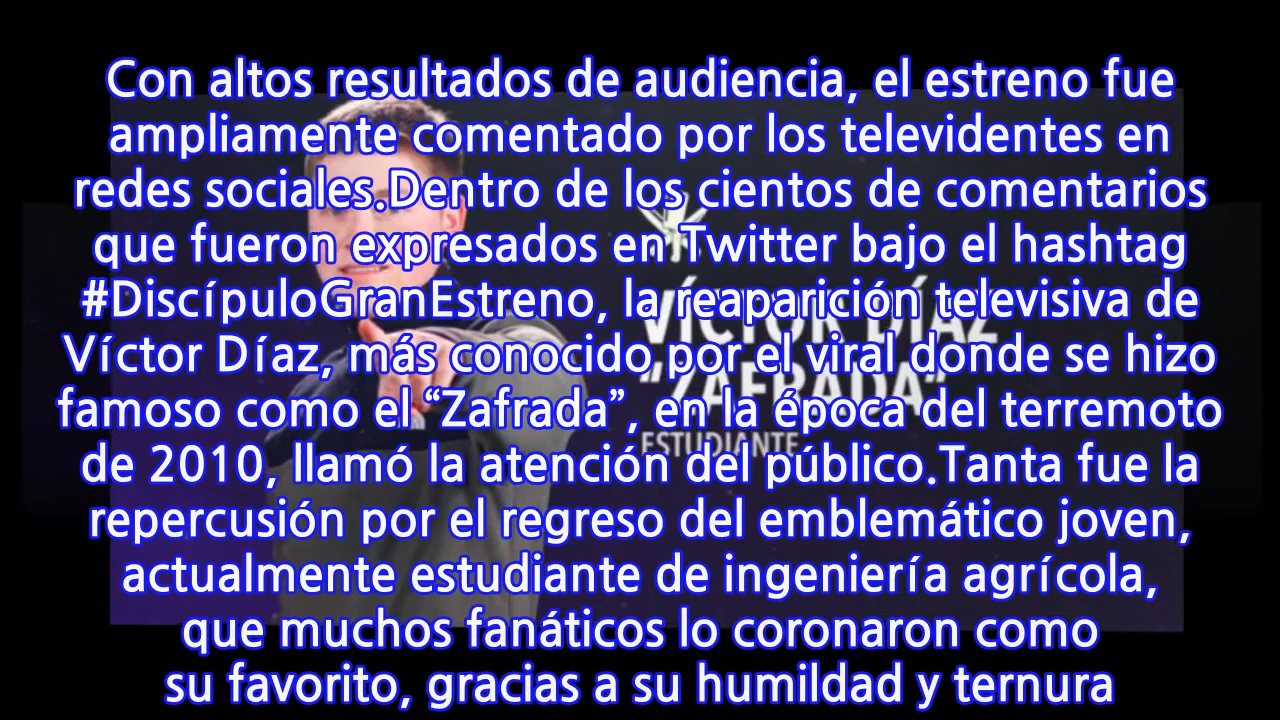 Con altos resultados de audiencia, el estreno fue
ampliamente comentado por los televidentes en
redes sociales.Dentro de los cientos de comentarios
que fueron expresados en Twitter bajo el hashtag
#DiscípuloGranEstreno, la reaparición televisiva de
Víctor Díaz, más conocido por el viral donde se hizo
famoso como el “Zafrada”, en la época del terremoto
de 2010, llamó la atención del público.Tanta fue la
repercusión por el regreso del emblemático joven,
actualmente estudiante de ingeniería agrícola,
que muchos fanáticos lo coronaron como
su favorito, gracias a su humildad y ternura
VÍCTOR DÍAZ
"ZAFRADA"
ESTUDIANTE